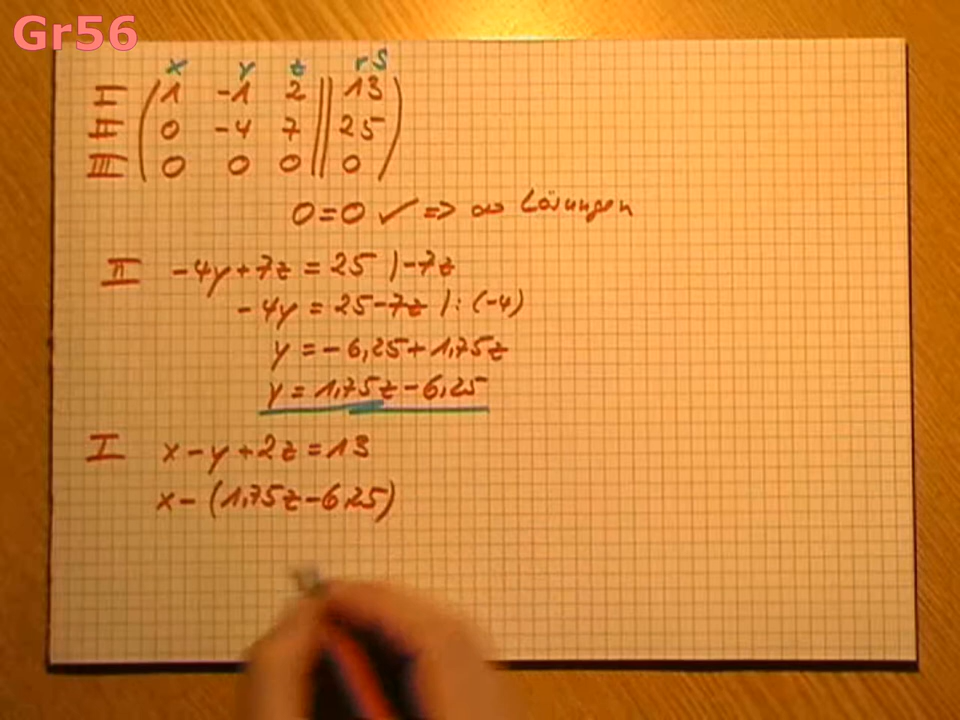 Gr56
x y z rS
I ( 1 -1 2 || 13 )
II ( 0 -4 7 || 25 )
III ( 0 0 0 || 0 )
0=0 ✓ => ∞ Lösungen
II -4y+7z = 25 |-7z
-4y = 25-7z |:(-4)
y = -6,25+1,75z
y = 1,75z-6,25
I x-y+2z=13
x-(1,75z-6,25)